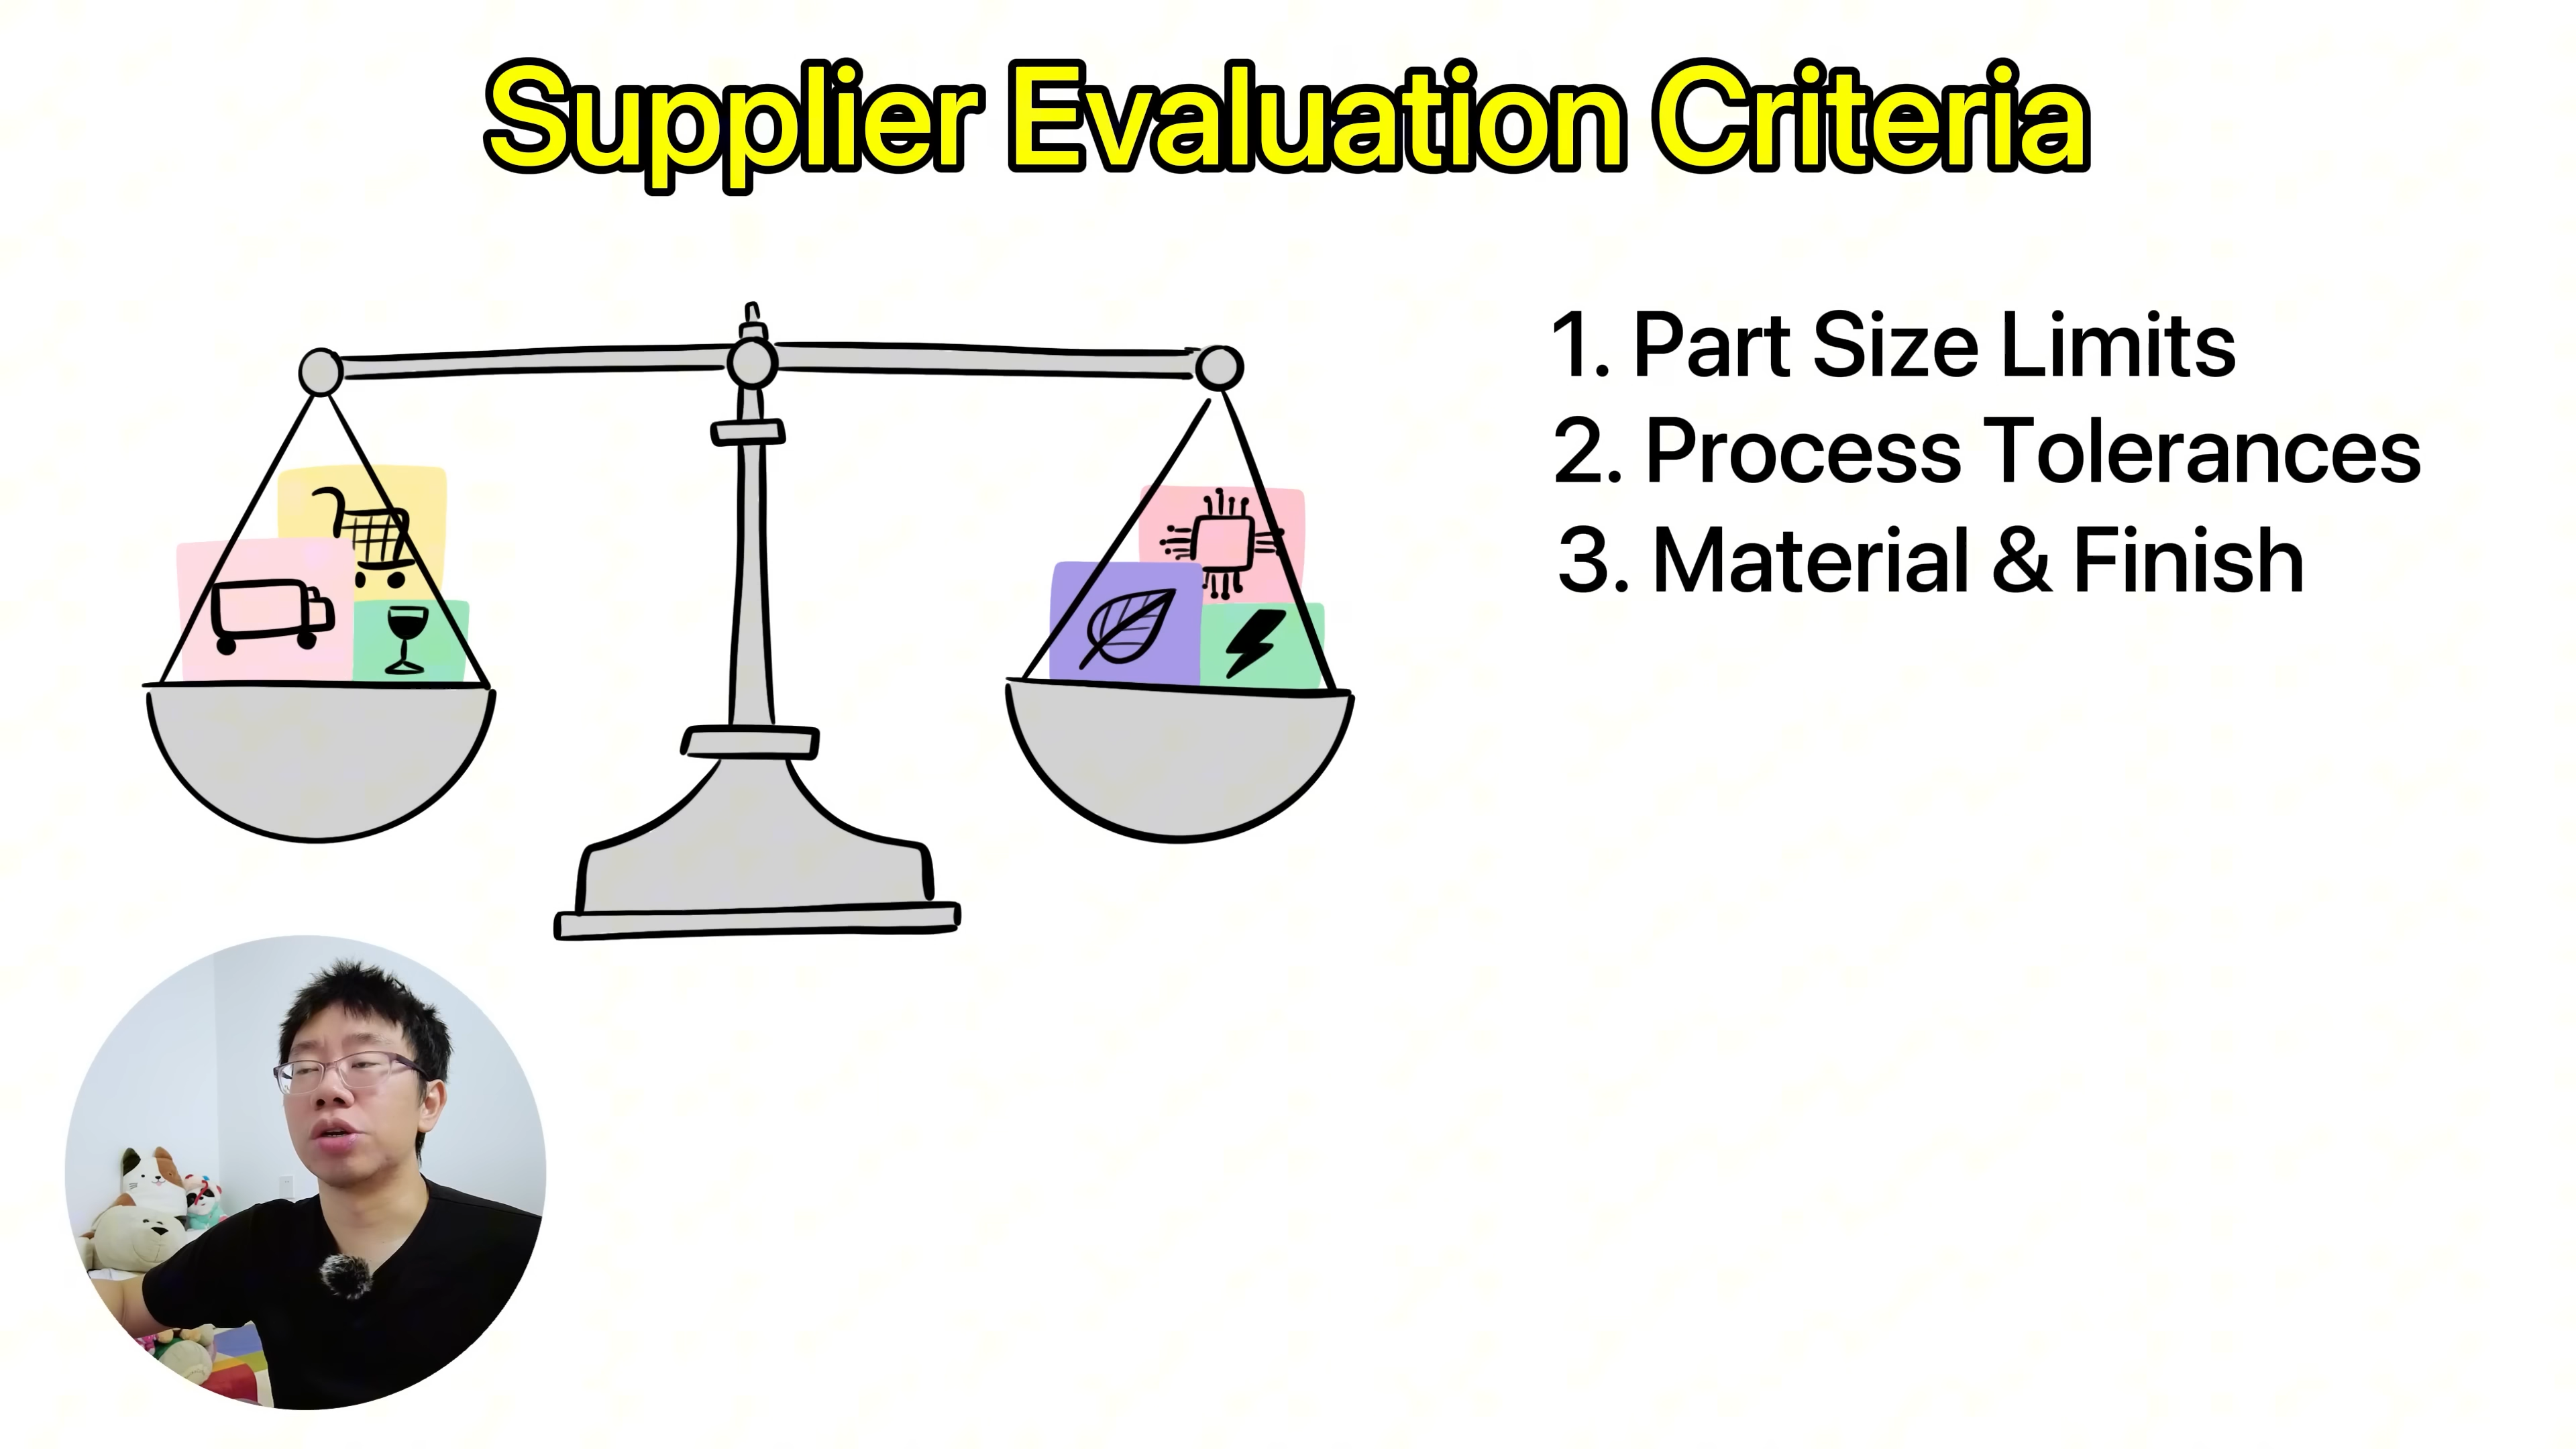 Supplier Evaluation Criteria
1. Part Size Limits
2. Process Tolerances
3. Material & Finish